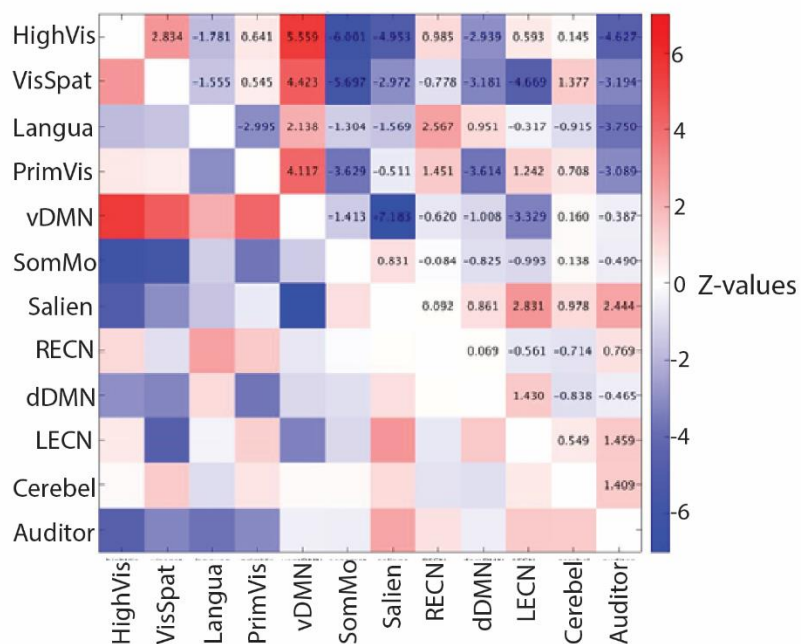 HighVis 2.834 -1.781 0.641 5.559 -6.001 -4.953 0.985 -2.939 0.593 0.145 -4.627
VisSpat -1.555 0.545 4.423 -5.697 -2.972 -0.778 -3.181 -4.669 1.377 -3.194
Langua -2.995 2.138 -1.304 -1.569 2.567 0.951 -0.317 -0.915 -3.750
PrimVis 4.117 -3.629 -0.511 1.451 -3.614 1.242 0.708 -3.089
vDMN -1.413 -7.183 -0.620 -1.008 -3.329 0.160 -0.387
SomMo 0.831 -0.084 -0.825 -0.993 0.138 -0.490
Salien 0.092 0.861 2.831 0.978 2.444
RECN 0.069 -0.561 -0.714 0.769
dDMN 1.430 -0.838 -0.465
LECN 0.549 1.459
Cerebel 1.409
Auditor
HighVis VisSpat Langua PrimVis vDMN SomMo Salien RECN dDMN LECN Cerebel Auditor
6
4
2
0
-2
-4
-6
Z-values